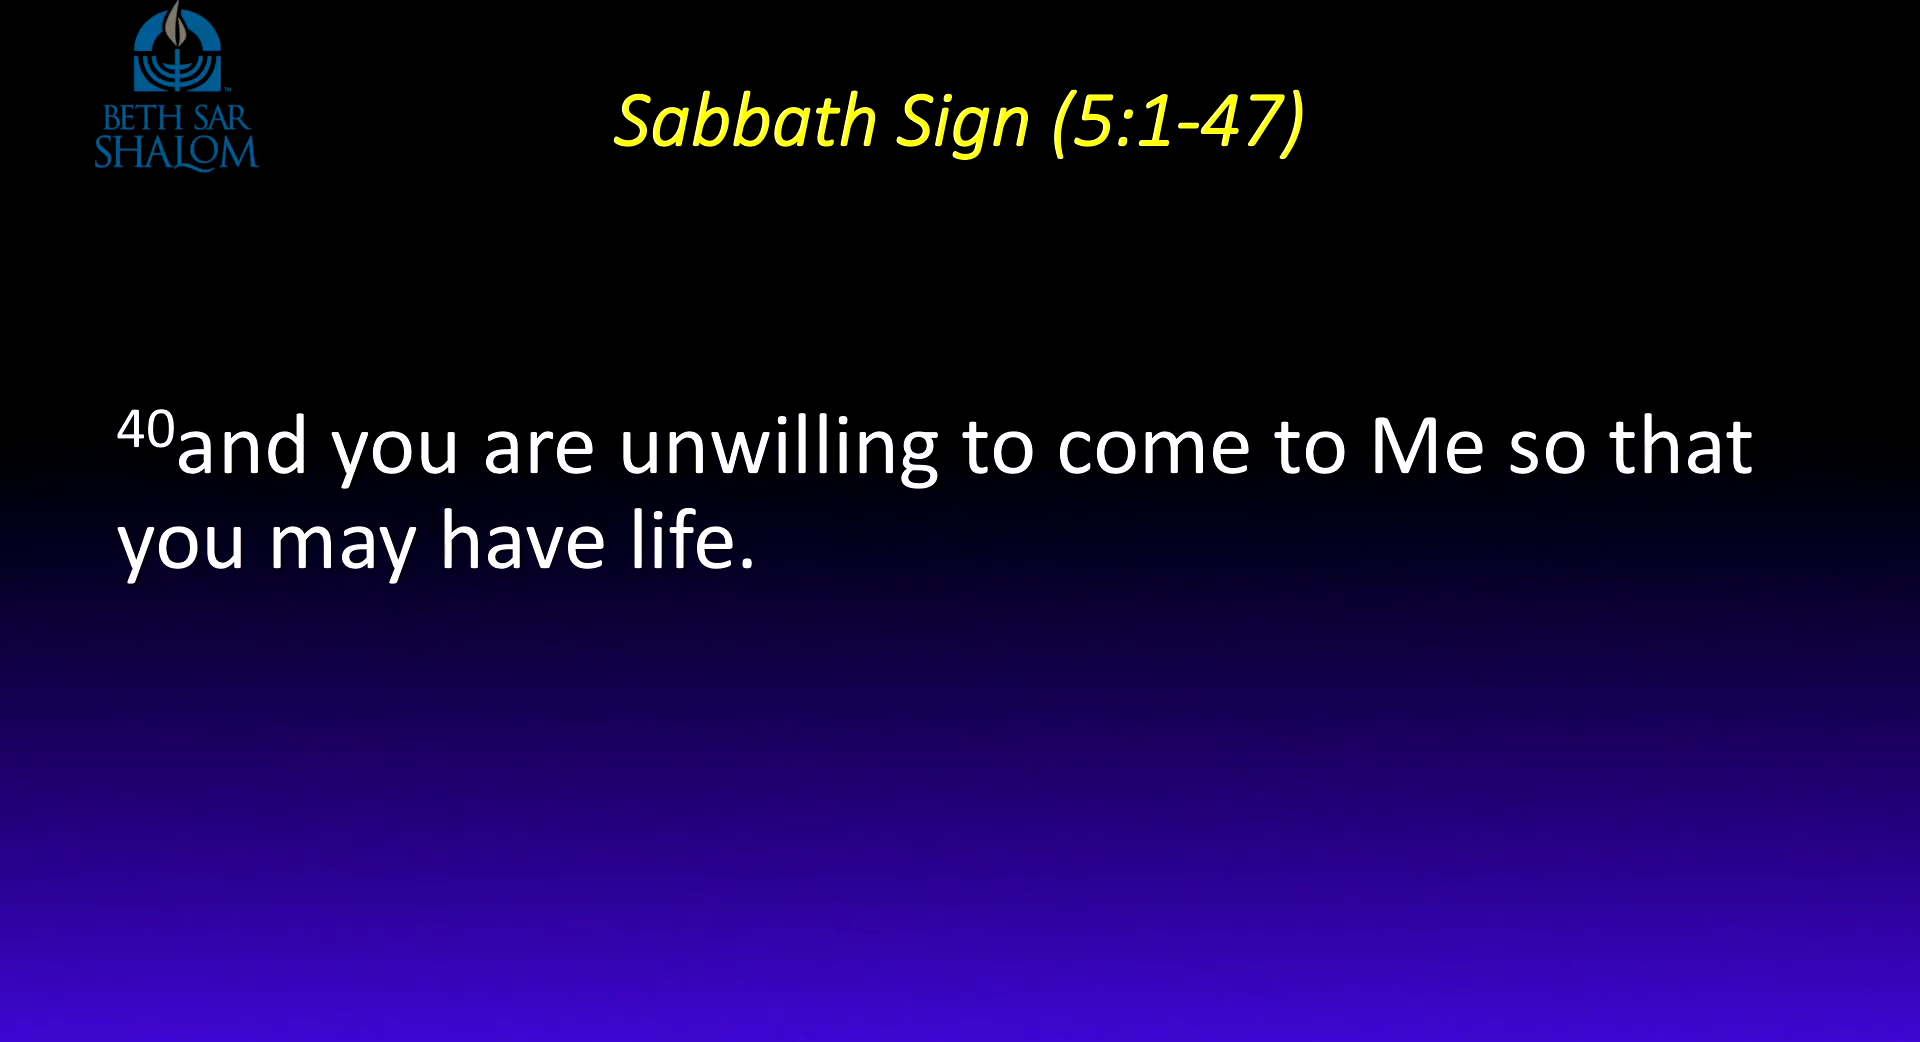 BETH SAR
SHALOM™
Sabbath Sign (5:1-47)
40and you are unwilling to come to Me so that
you may have life.